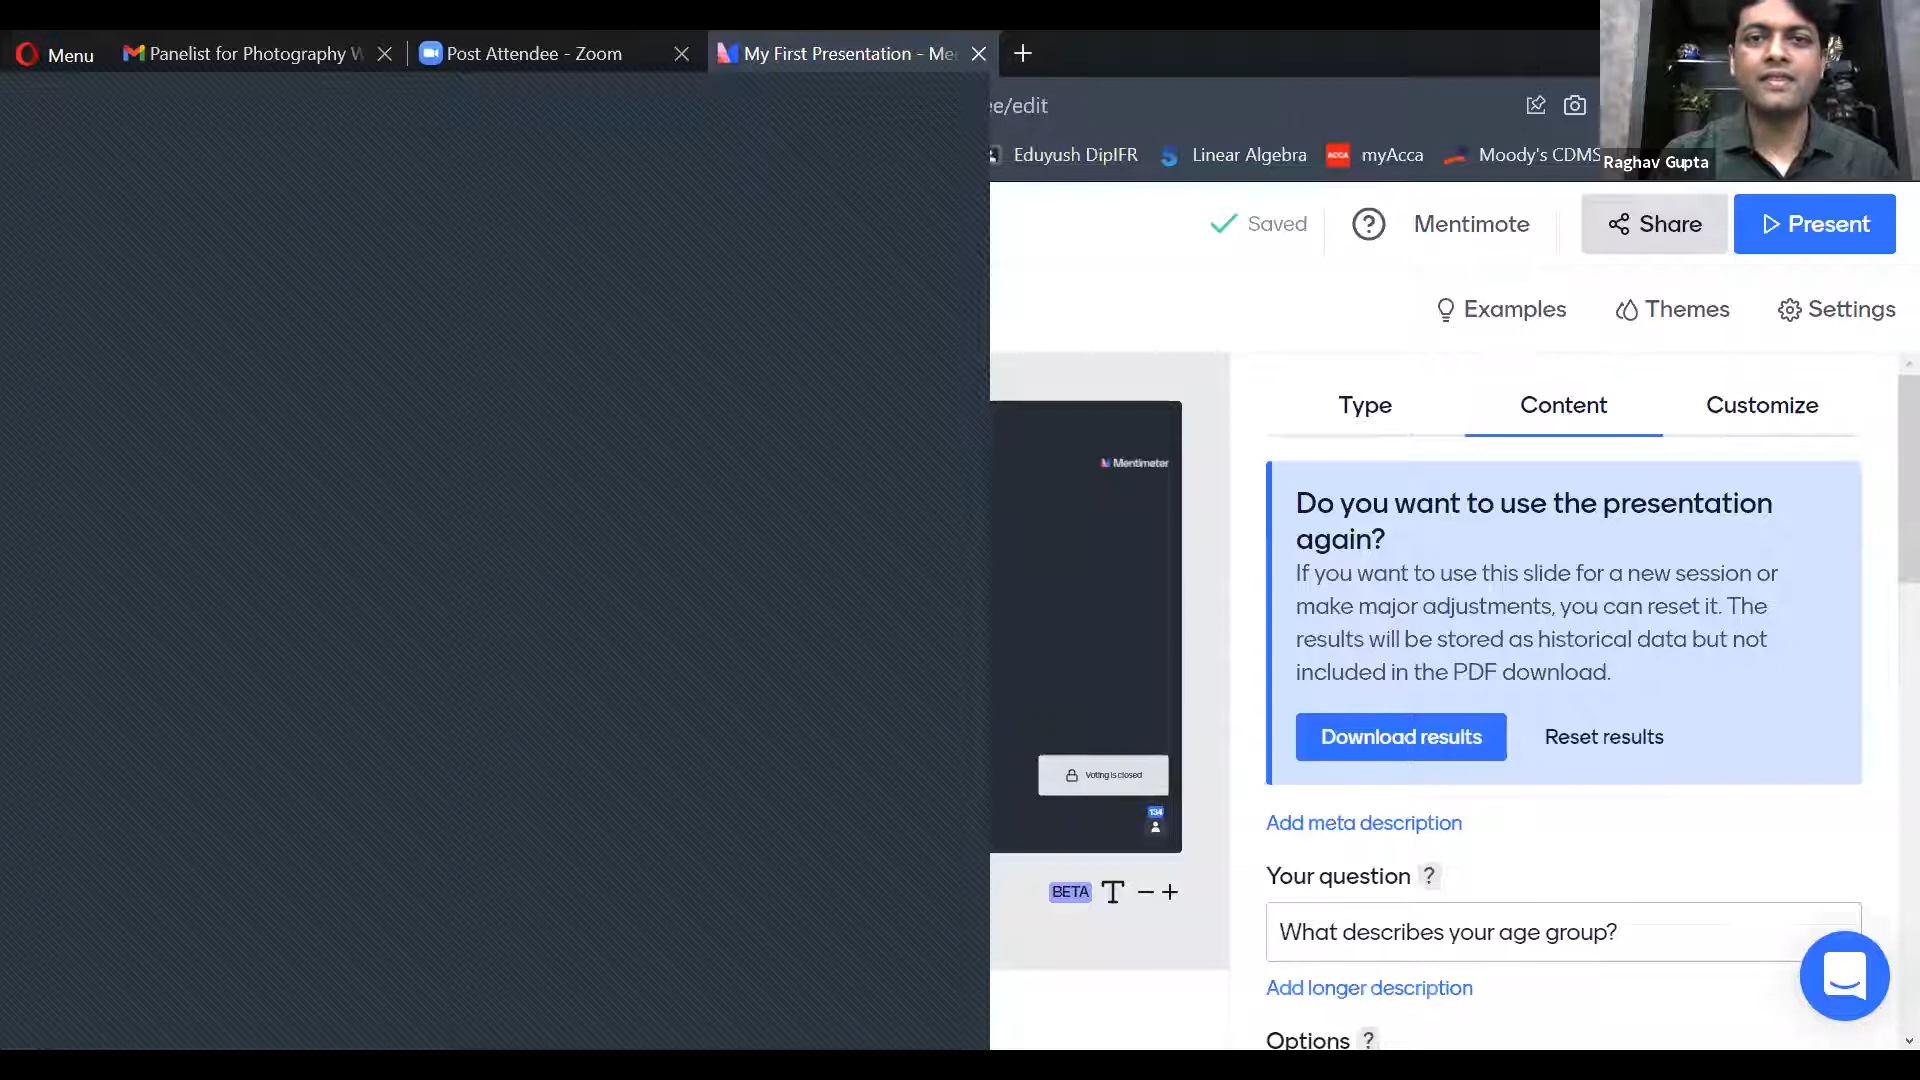 Menu
Panelist for Photography W
Post Attendee - Zoom
My First Presentation - Me
ee/edit
Eduyush DipIFR
Linear Algebra
ACCA
myAcca
Moody's CDMS
Raghav Gupta
Saved
?
Mentimote
Share
Present
Examples
Themes
Settings
Type
Content
Customize
Mentimeter
Do you want to use the presentation
again?
If you want to use this slide for a new session or
make major adjustments, you can reset it. The
results will be stored as historical data but not
included in the PDF download.
Download results
Reset results
Voting is closed
134
Add meta description
Your question ?
BETA
What describes your age group?
Add longer description
Options ?